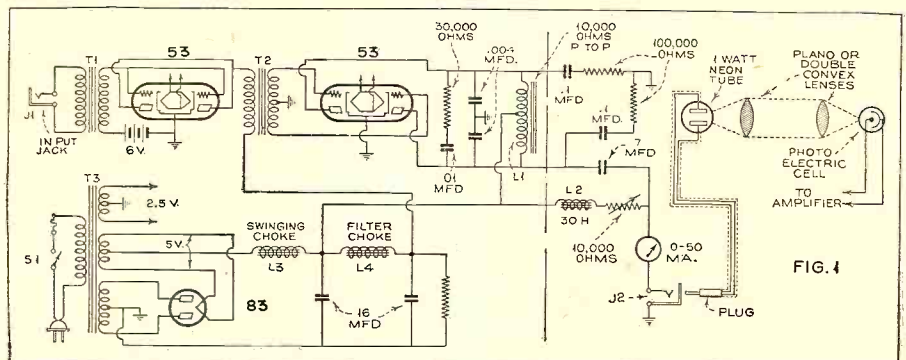 T1
53
T2
53
30,000
OHMS
.004
MFD.
10,000
OHMS
P TO P
100,000
OHMS
1 WATT
NEON
TUBE
PLANO OR
DOUBLE
CONVEX
LENSES
J1
INPUT
JACK
6V.
.01
MFD
L1
.1
MFD
.1
MFD.
.7
MFD
PHOTO
ELECTRIC
CELL
TO
AMPLIFIER
T3
2.5 V.
S1
5V.
83
SWINGING
CHOKE
L3
FILTER
CHOKE
L4
16
MFD
L2
30 H
10,000
OHMS
0-50
MA.
J2
PLUG
FIG. 1